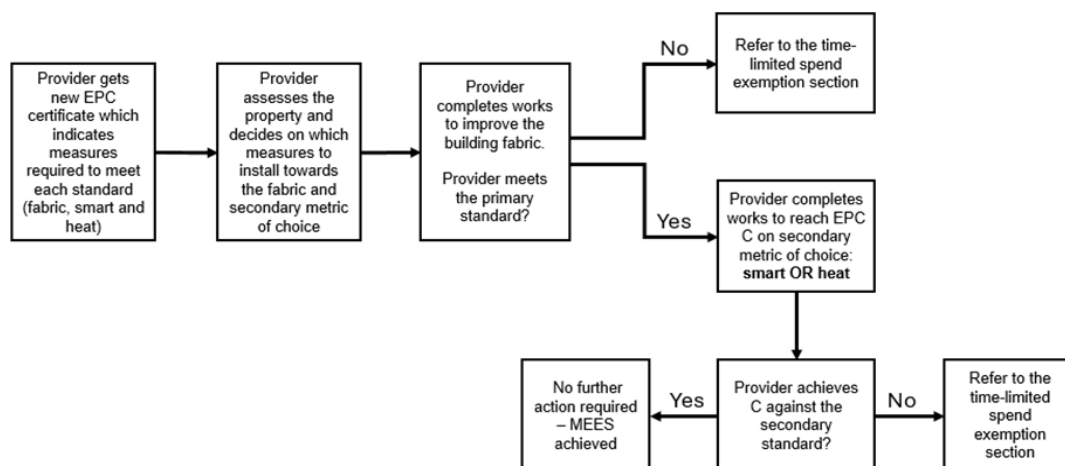 Provider gets
new EPC
certificate which
indicates
measures
required to meet
each standard
(fabric, smart and
heat)
Provider
assesses the
property and
decides on which
measures to
install towards
the fabric and
secondary metric
of choice
Provider
completes works
to improve the
building fabric.
Provider meets
the primary
standard?
No
Refer to the time-
limited spend
exemption section
Yes
Provider completes
works to reach EPC
C on secondary
metric of choice:
smart OR heat
Provider achieves
C against the
secondary
standard?
Yes
No further
action required
– MEES
achieved
No
Refer to the
time-limited
spend
exemption
section